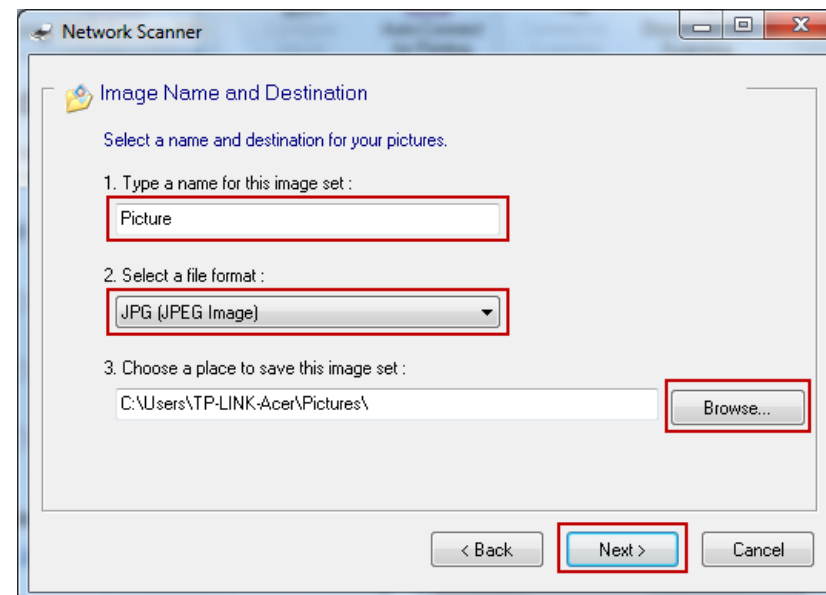 Network Scanner
Image Name and Destination
Select a name and destination for your pictures.
1. Type a name for this image set :
Picture
2. Select a file format :
JPG (JPEG Image)
3. Choose a place to save this image set :
C:\Users\TP-LINK-Acer\Pictures\
Browse...
< Back
Next >
Cancel